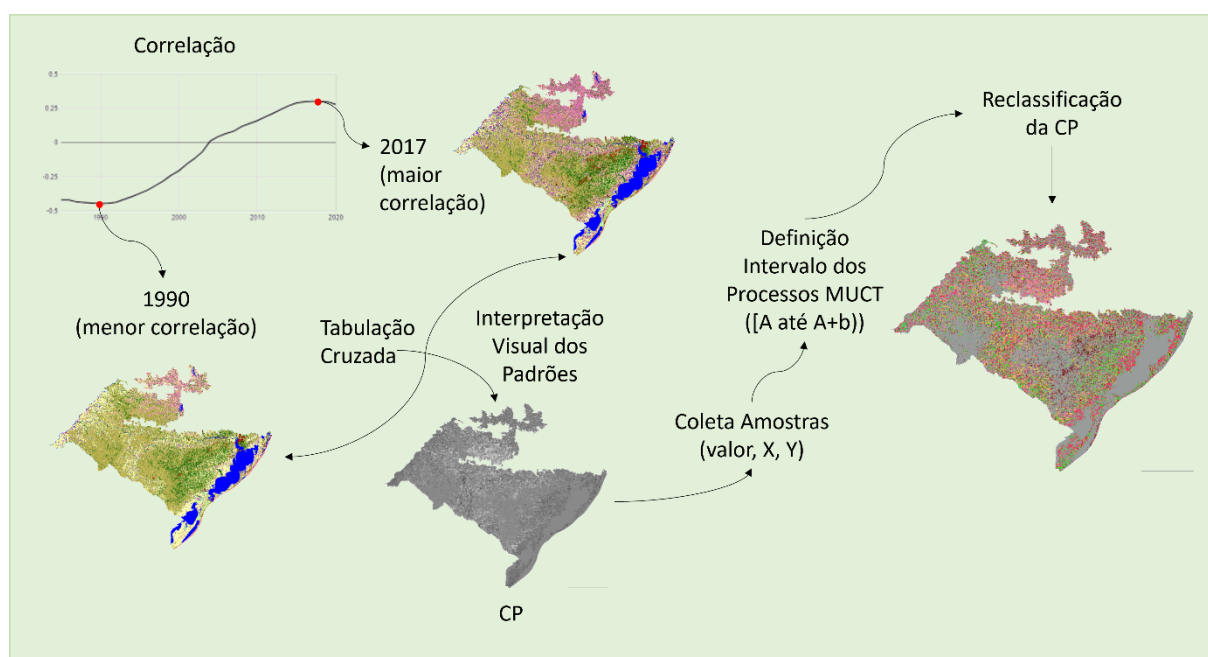 Correlação
0.5
0.25
0
-0.25
-0.5
1990
2000
2010
2020
2017
(maior
correlação)
1990
(menor correlação)
Tabulação
Cruzada
Interpretação
Visual dos
Padrões
CP
Coleta Amostras
(valor, X, Y)
Definição
Intervalo dos
Processos MUCT
([A até A+b))
Reclassificação
da CP